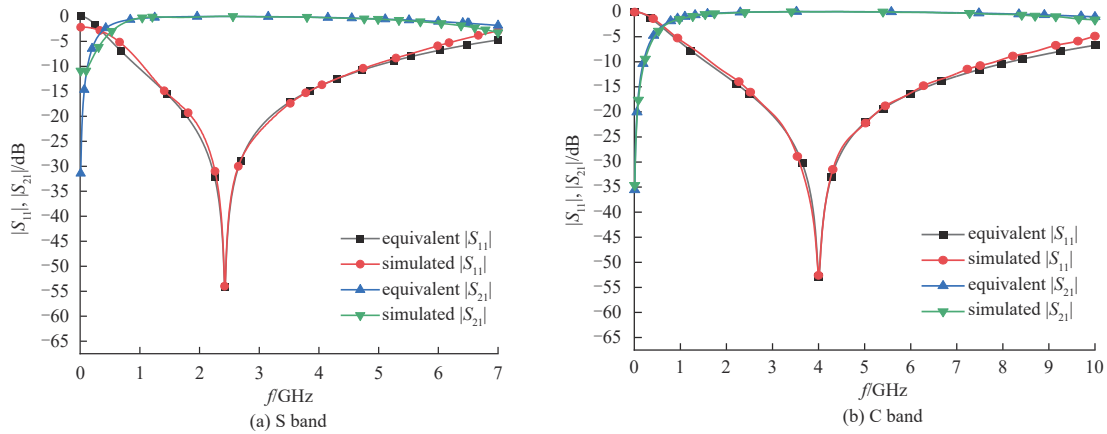 0
−5
−10
−15
−20
−25
−30
−35
−40
−45
−50
−55
−60
−65
|S₁₁|, |S₂₁|/dB
equivalent |S₁₁|
simulated |S₁₁|
equivalent |S₂₁|
simulated |S₂₁|
0 1 2 3 4 5 6 7
f/GHz
(a) S band
0
−5
−10
−15
−20
−25
−30
−35
−40
−45
−50
−55
−60
−65
|S₁₁|, |S₂₁|/dB
equivalent |S₁₁|
simulated |S₁₁|
equivalent |S₂₁|
simulated |S₂₁|
0 1 2 3 4 5 6 7 8 9 10
f/GHz
(b) C band